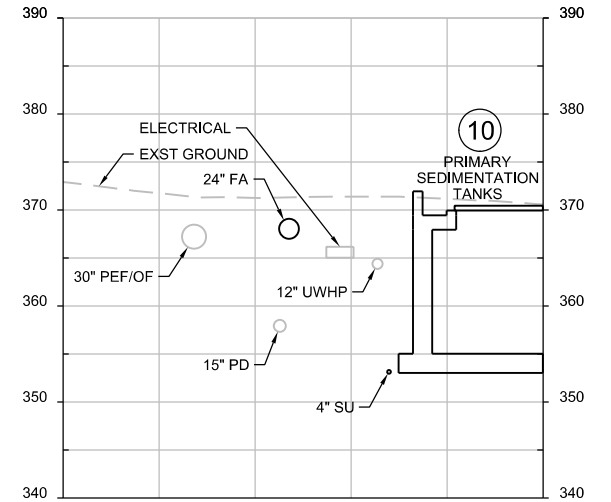 390
390
380
380
ELECTRICAL
10
EXST GROUND
PRIMARY
SEDIMENTATION
TANKS
24" FA
370
370
30" PEF/OF
12" UWHP
360
360
15" PD
350
350
4" SU
340
340